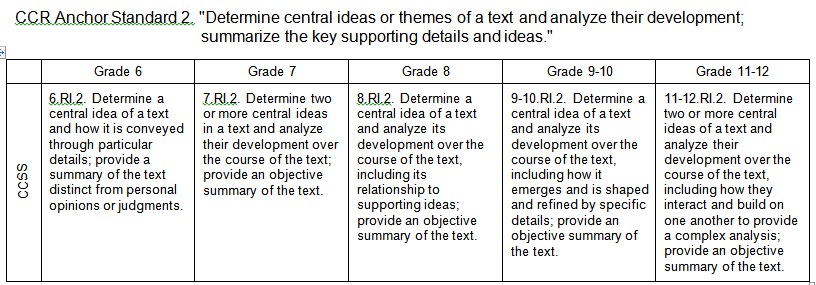 CCR Anchor Standard 2. "Determine central ideas or themes of a text and analyze their development;
summarize the key supporting details and ideas."
Grade 6
Grade 7
Grade 8
Grade 9-10
Grade 11-12
CCSS
6.RI.2. Determine a
central idea of a text
and how it is conveyed
through particular
details; provide a
summary of the text
distinct from personal
opinions or judgments.
7.RI.2. Determine two
or more central ideas
in a text and analyze
their development over
the course of the text;
provide an objective
summary of the text.
8.RI.2. Determine a
central idea of a text
and analyze its
development over the
course of the text,
including its
relationship to
supporting ideas;
provide an objective
summary of the text.
9-10.RI.2. Determine a
central idea of a text
and analyze its
development over the
course of the text,
including how it
emerges and is shaped
and refined by specific
details; provide an
objective summary of
the text.
11-12.RI.2. Determine
two or more central
ideas of a text and
analyze their
development over the
course of the text,
including how they
interact and build on
one another to provide
a complex analysis;
provide an objective
summary of the text.